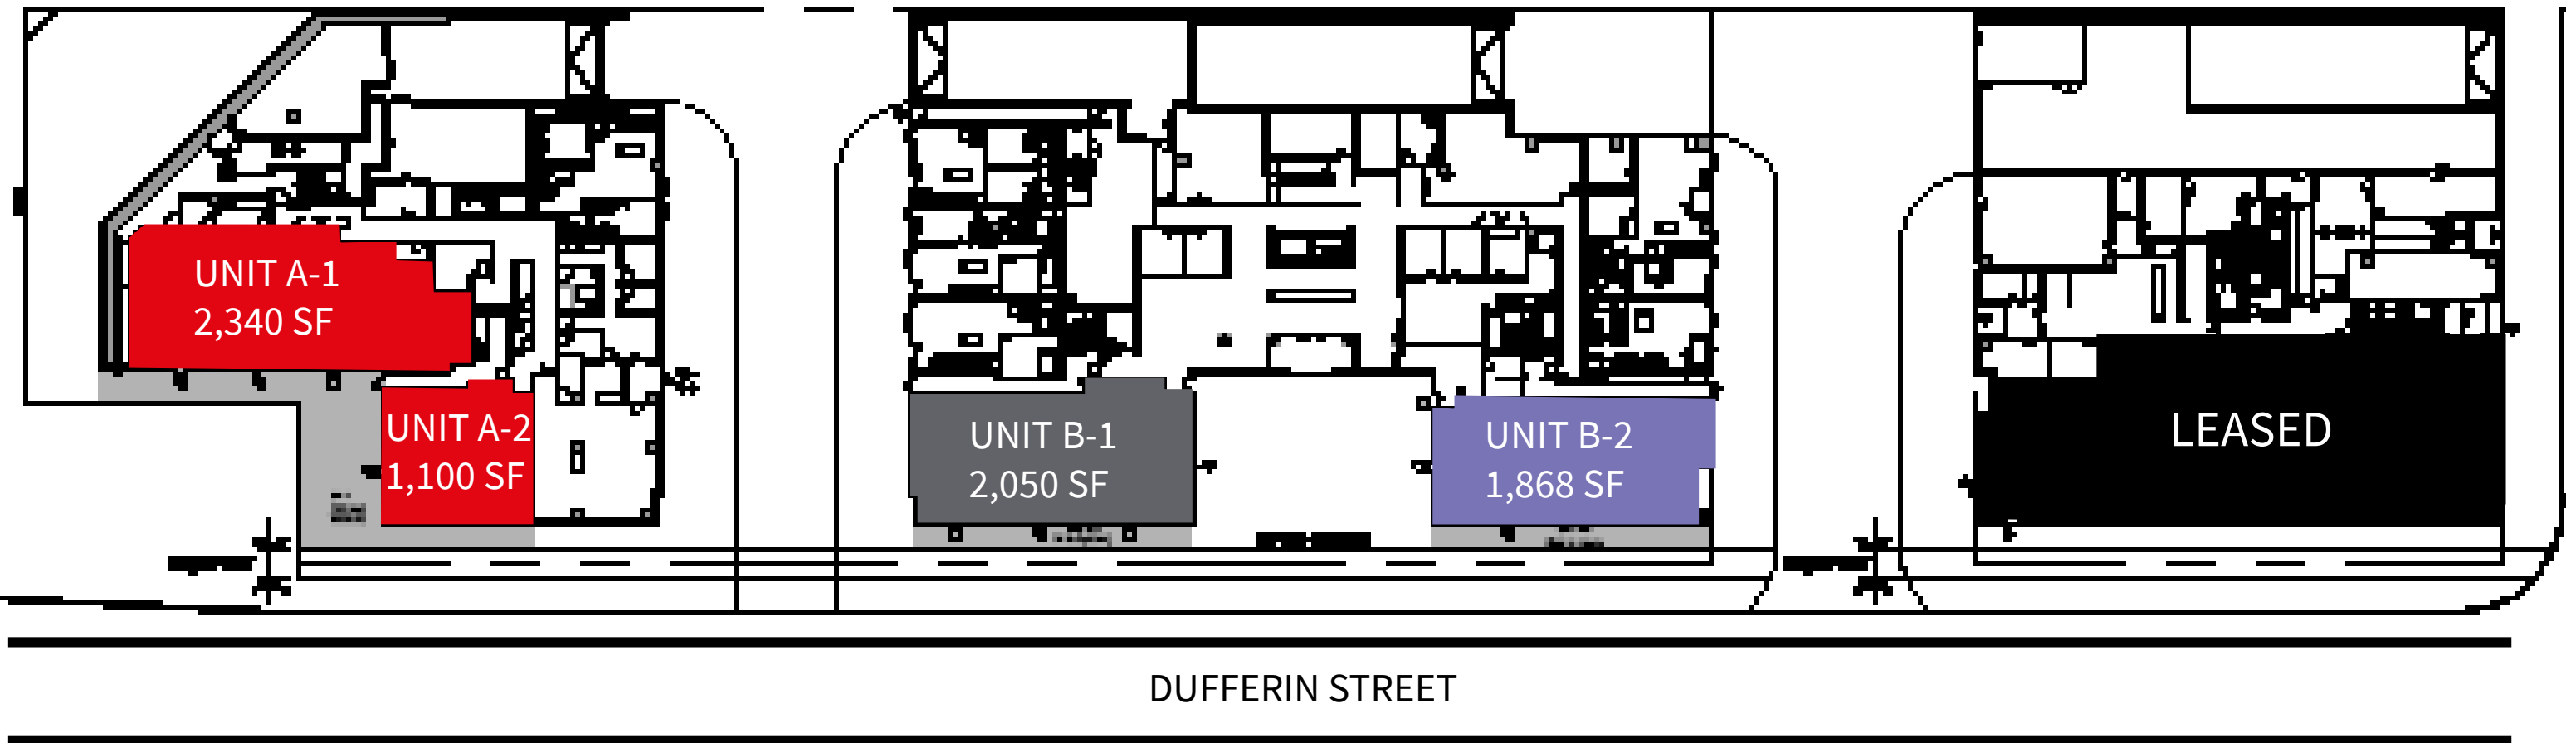 UNIT A-1
2,340 SF
UNIT A-2
1,100 SF
UNIT B-1
2,050 SF
UNIT B-2
1,868 SF
LEASED
DUFFERIN STREET